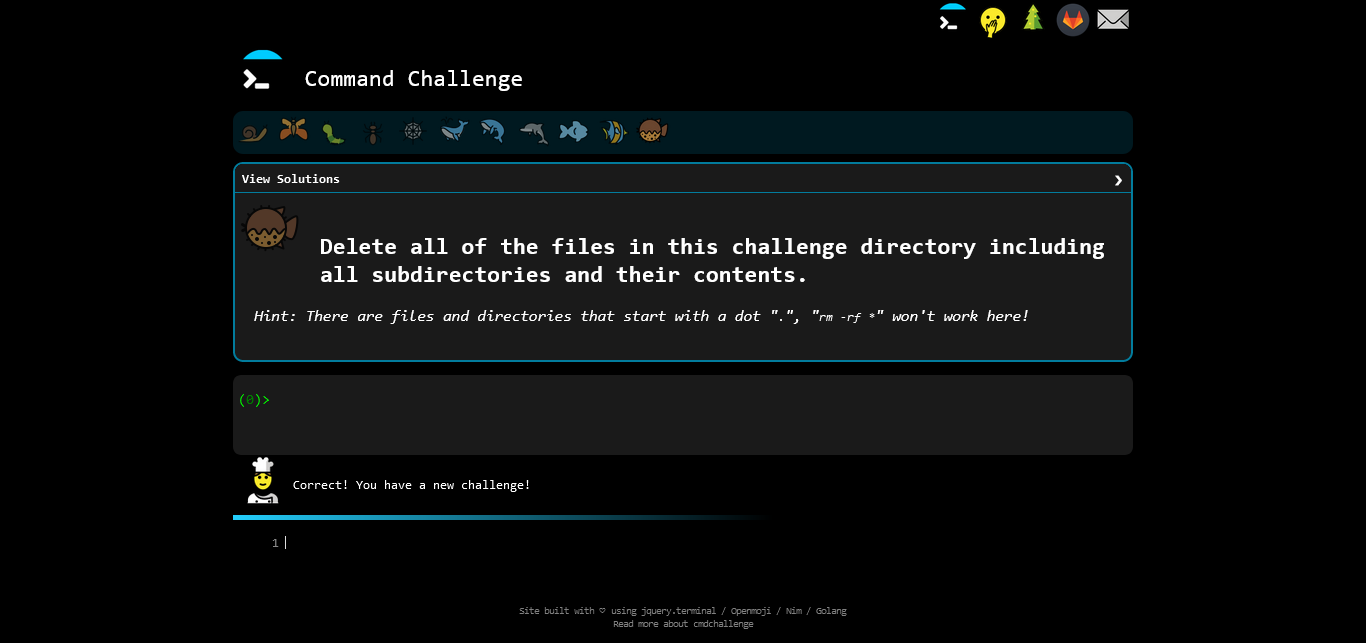 Command Challenge
View Solutions
Delete all of the files in this challenge directory including
all subdirectories and their contents.
Hint: There are files and directories that start with a dot ".", "rm -rf *" won't work here!
(0)>
Correct! You have a new challenge!
1
Site built with ♡ using jquery.terminal / Openmoji / Nim / Golang
Read more about cmdchallenge